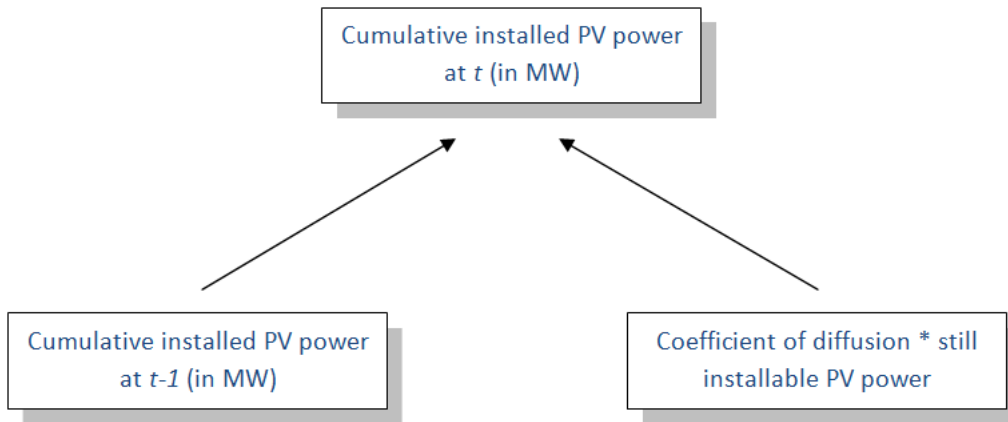 Cumulative installed PV power
at t (in MW)
Cumulative installed PV power
at t-1 (in MW)
Coefficient of diffusion * still
installable PV power